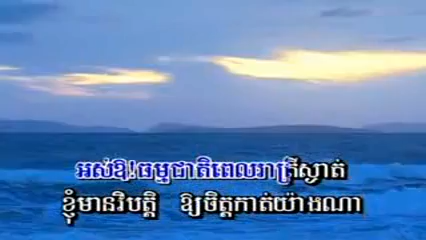 អស់ឱ!ធម្មជាតិពេលរាត្រីស្ងាត់
ខ្ញុំមានវិបត្តិ ឱ្យចិត្តកាត់យ៉ាងណា